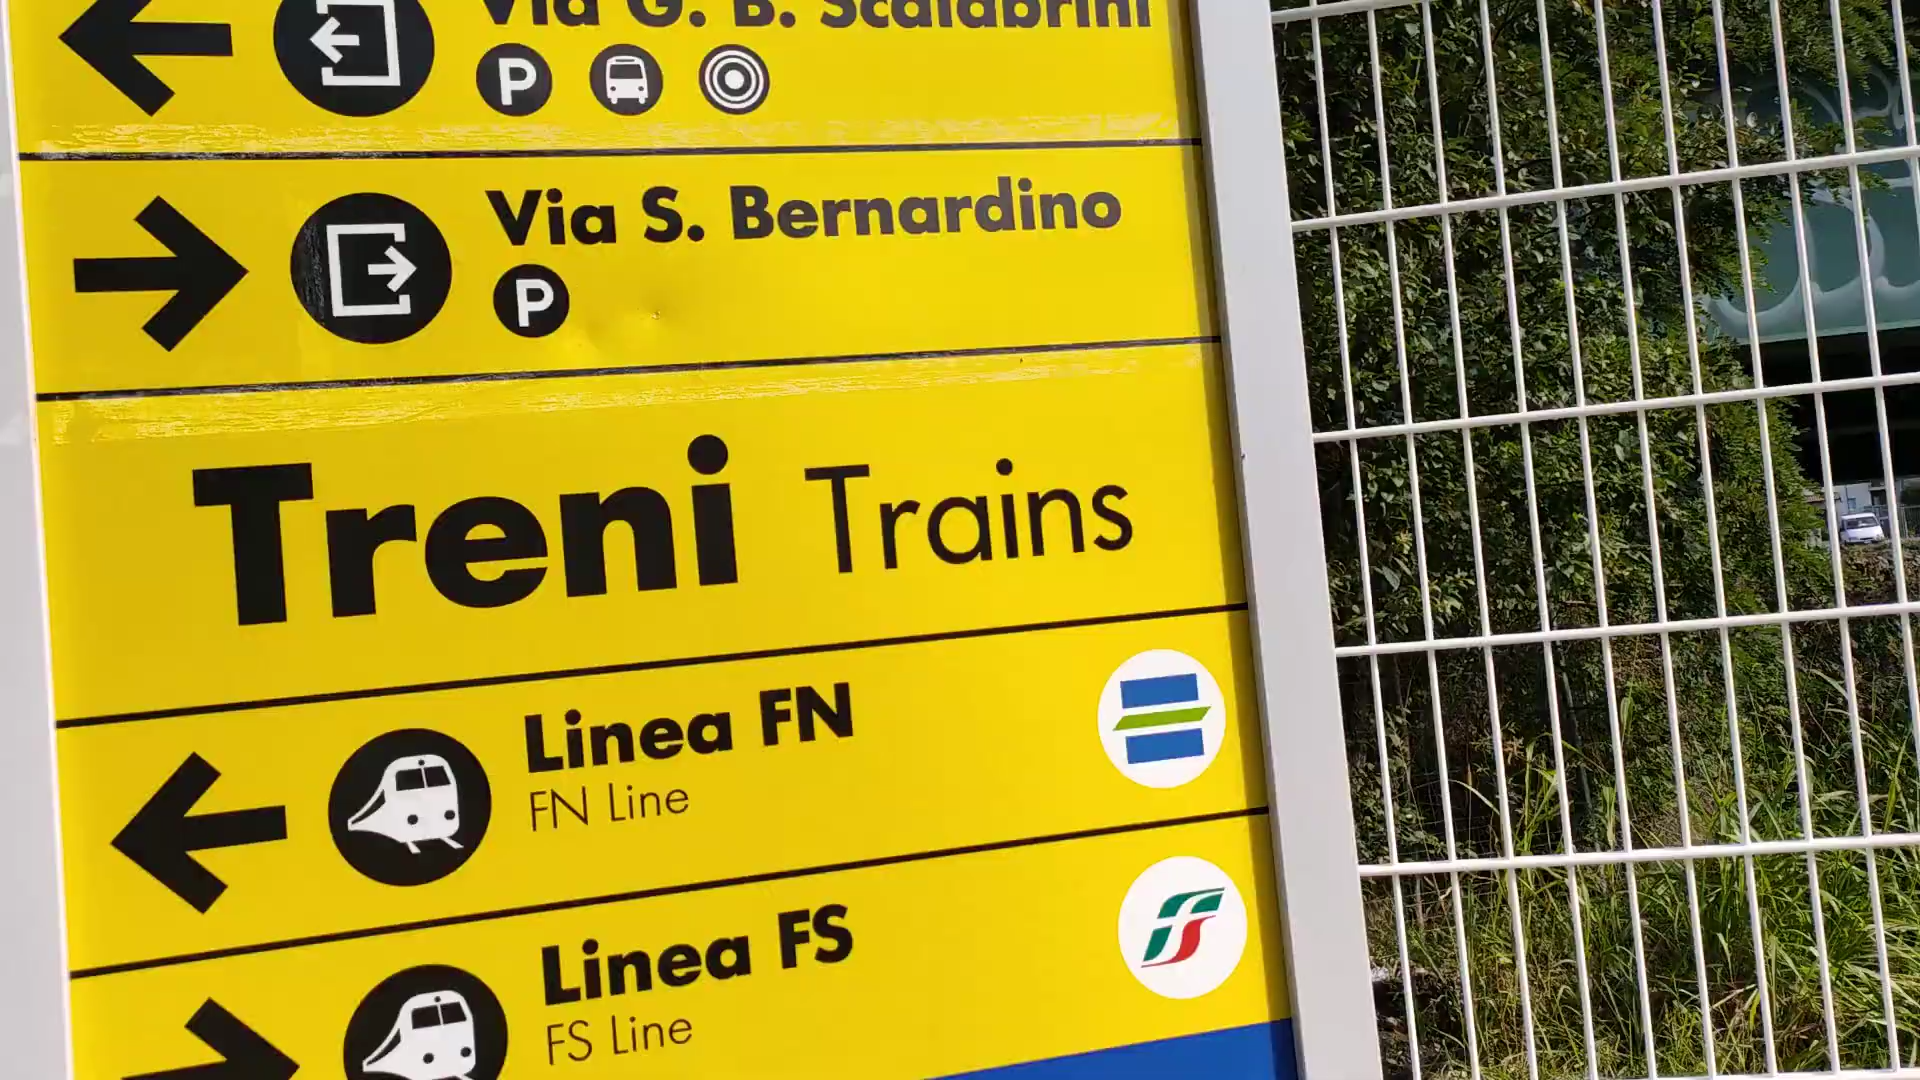 Via G. B. Scalabrini
P
Via S. Bernardino
P
Treni Trains
Linea FN
FN Line
Linea FS
FS Line